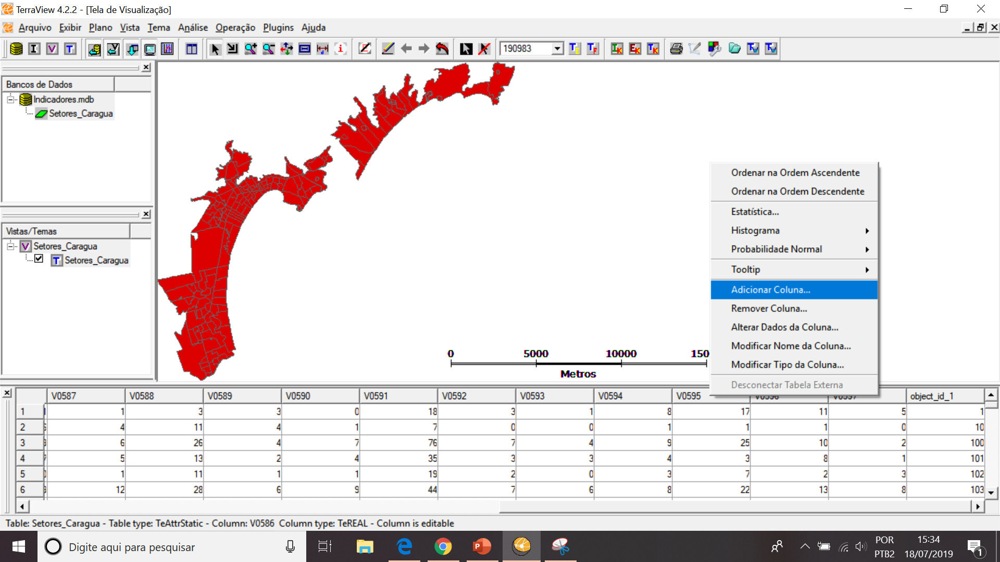 TerraView 4.2.2 - [Tela de Visualização]
Arquivo Exibir Plano Vista Tema Análise Operação Plugins Ajuda
190983
Bancos de Dados
Indicadores.mdb
Setores_Caragua
Vistas/Temas
Setores_Caragua
Setores_Caragua
Ordenar na Ordem Ascendente
Ordenar na Ordem Descendente
Estatística...
Histograma
Probabilidade Normal
Tooltip
Adicionar Coluna...
Remover Coluna...
Alterar Dados da Coluna...
Modificar Nome da Coluna...
Modificar Tipo da Coluna...
Desconectar Tabela Externa
0 5000 10000 150
Metros
V0587 V0588 V0589 V0590 V0591 V0592 V0593 V0594 V0595 V0596 V0597 object_id_1
1 1 3 3 0 18 3 1 8 17 11 5 1
2 4 11 4 1 7 0 0 1 1 1 0 10
3 6 26 4 7 76 7 4 9 25 10 2 100
4 5 13 2 4 35 3 3 4 3 8 1 101
5 1 11 1 1 19 2 0 3 7 2 3 102
6 12 28 6 9 44 7 6 8 22 13 8 103
Table: Setores_Caragua - Table type: TeAttrStatic - Column: V0586 Column type: TeREAL - Column is editable
Digite aqui para pesquisar
POR
PTB2
15:34
18/07/2019
1